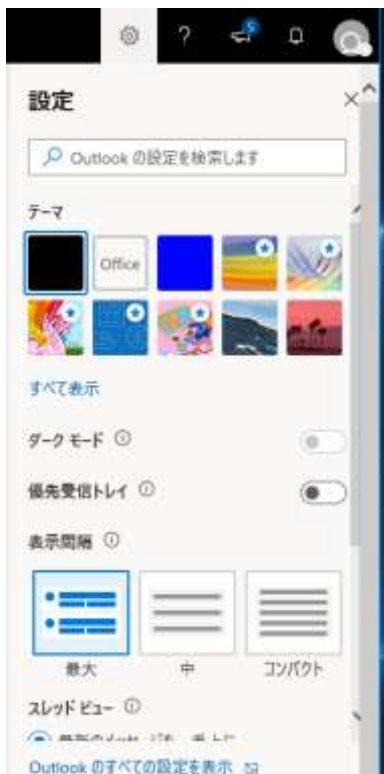 ?
設定
Outlook の設定を検索します
テーマ
Office
すべて表示
ダーク モード
優先受信トレイ
表示間隔
最大
中
コンパクト
スレッド ビュー
Outlook のすべての設定を表示